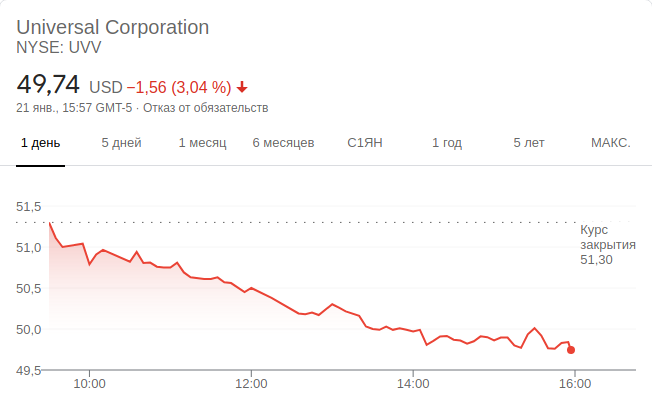 Universal Corporation
NYSE: UVV
49,74 USD −1,56 (3,04 %)
21 янв., 15:57 GMT-5 · Отказ от обязательств
1 день 5 дней 1 месяц 6 месяцев С1ЯН 1 год 5 лет МАКС.
51,5
Курс
закрытия
51,30
51,0
50,5
50,0
49,5
10:00 12:00 14:00 16:00